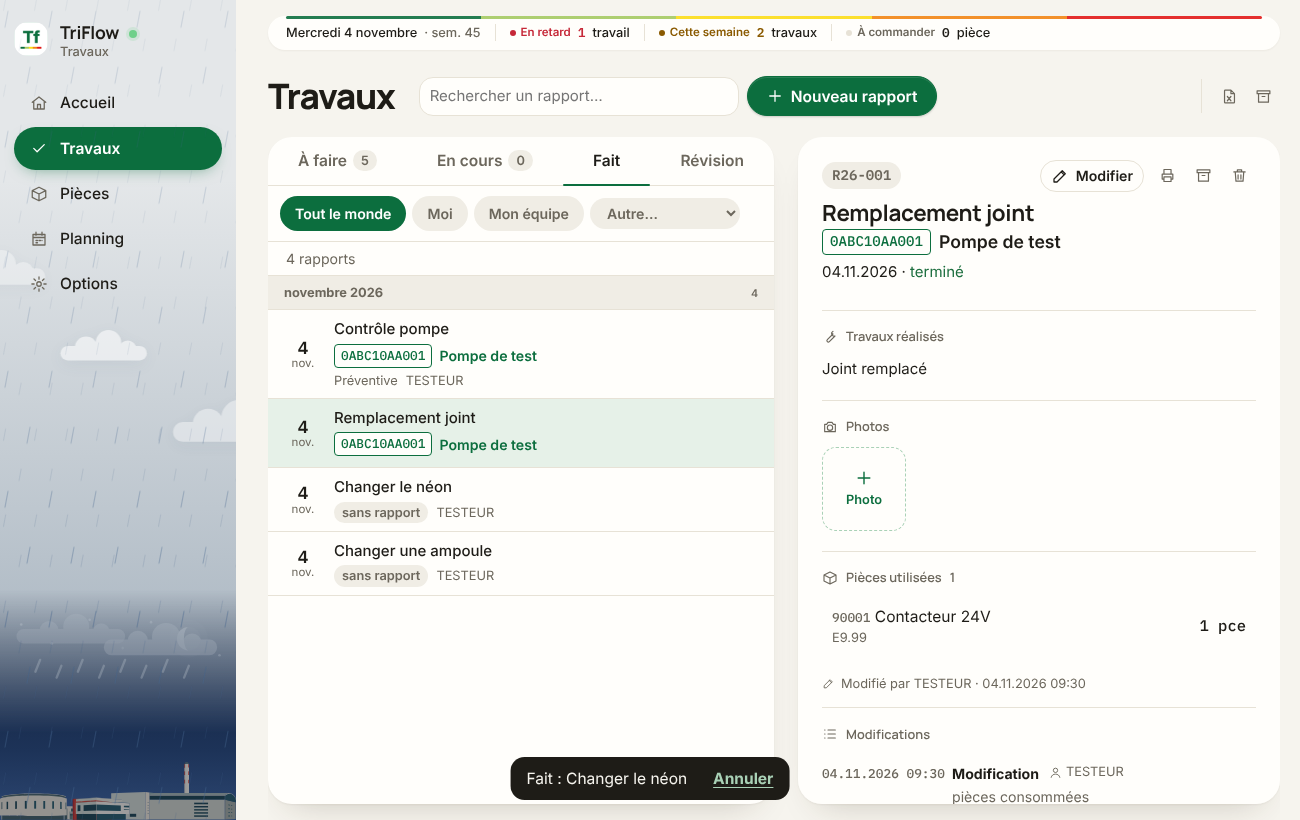 Tf
TriFlow
Travaux
Accueil
Travaux
Pièces
Planning
Options
Mercredi 4 novembre · sem. 45
En retard 1 travail
Cette semaine 2 travaux
À commander 0 pièce
Travaux
Rechercher un rapport...
Nouveau rapport
À faire 5
En cours 0
Fait
Révision
Tout le monde
Moi
Mon équipe
Autre...
4 rapports
novembre 2026 4
4 nov.
Contrôle pompe
0ABC10AA001 Pompe de test
Préventive TESTEUR
4 nov.
Remplacement joint
0ABC10AA001 Pompe de test
4 nov.
Changer le néon
sans rapport TESTEUR
4 nov.
Changer une ampoule
sans rapport TESTEUR
Fait : Changer le néon Annuler
R26-001
Modifier
Remplacement joint
0ABC10AA001 Pompe de test
04.11.2026 · terminé
Travaux réalisés
Joint remplacé
Photos
Photo
Pièces utilisées 1
90001 Contacteur 24V
E9.99
1 pce
Modifié par TESTEUR · 04.11.2026 09:30
Modifications
04.11.2026 09:30 Modification TESTEUR
pièces consommées